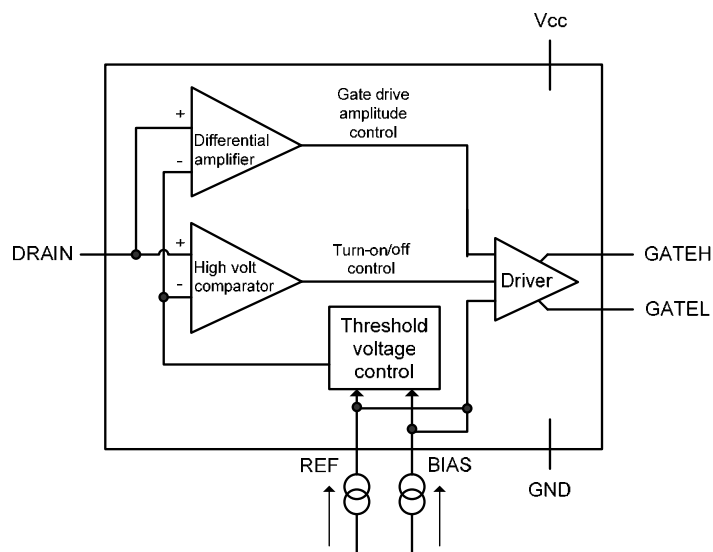 Vcc
Gate drive
amplitude
control
+
Differential
amplifier
-
DRAIN
+
High volt
comparator
-
Turn-on/off
control
Driver
GATEH
GATEL
Threshold
voltage
control
REF
BIAS
GND